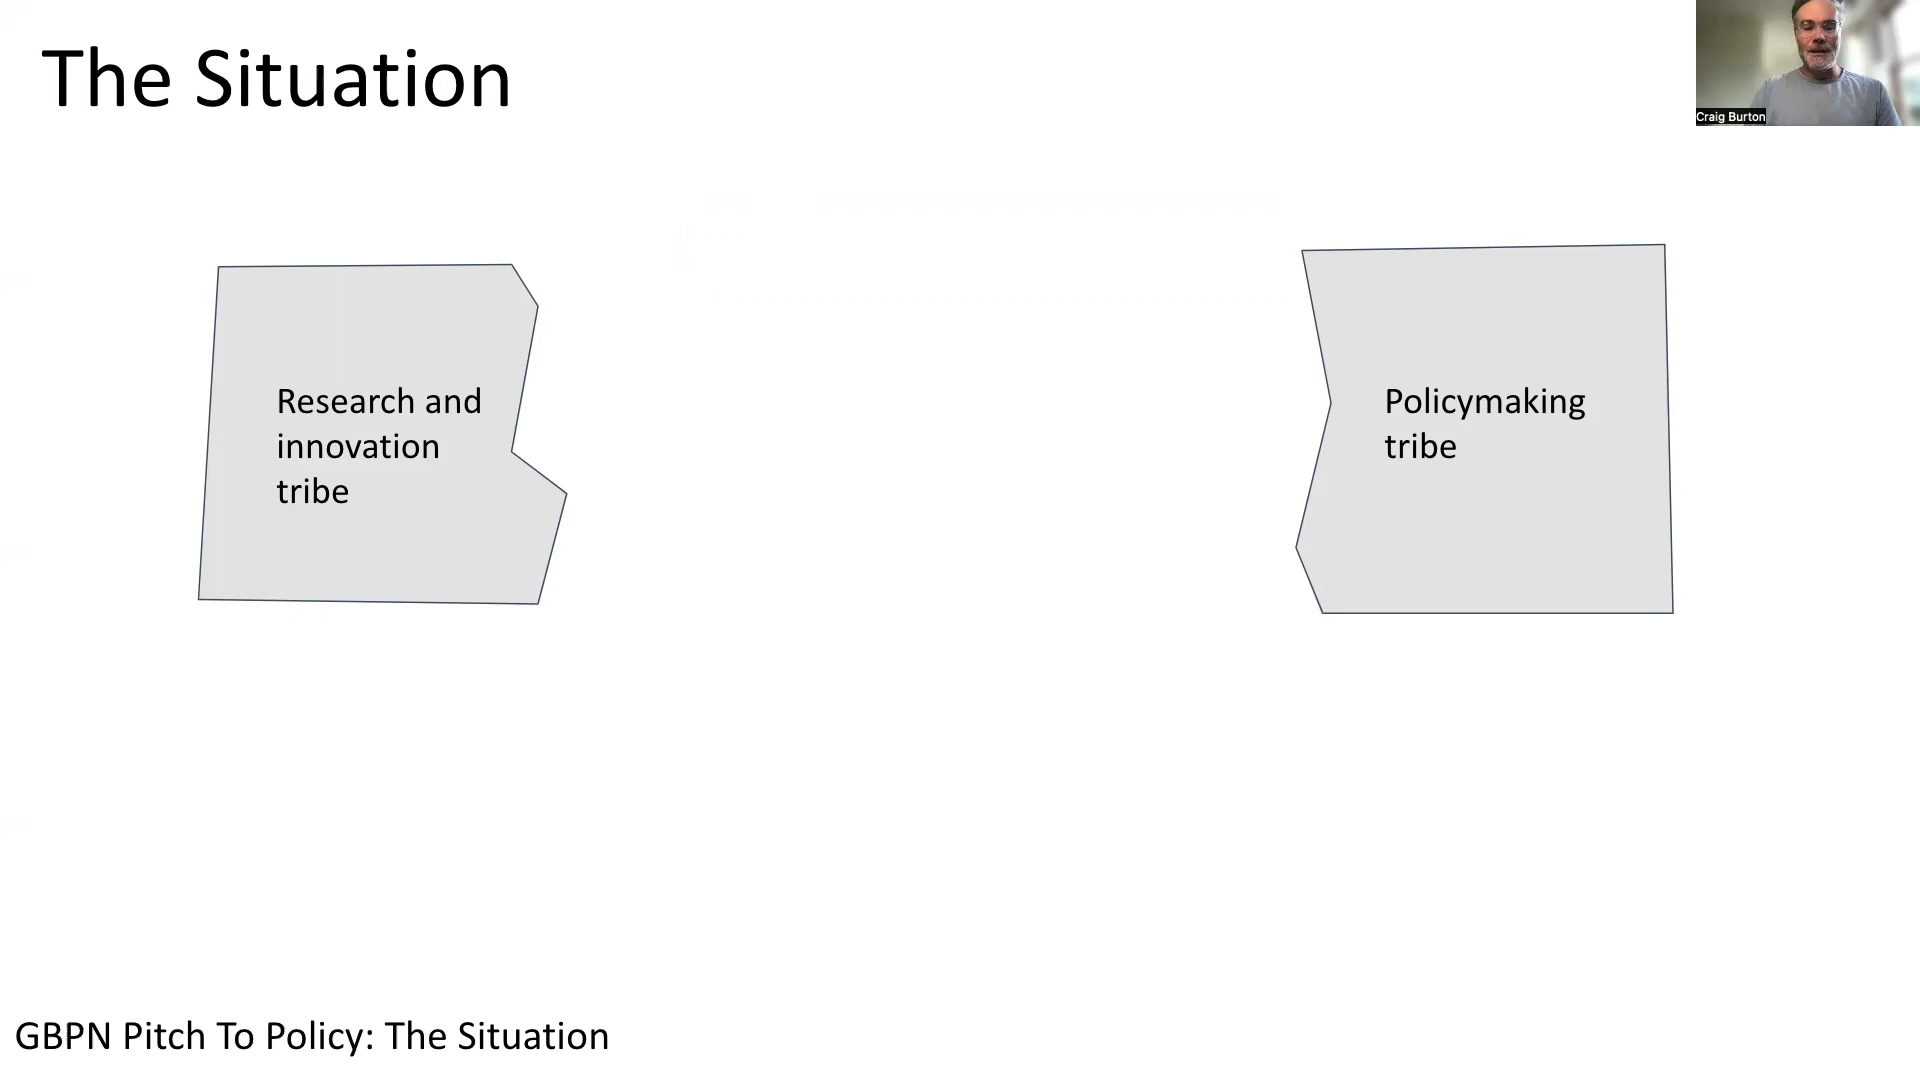 The Situation
Craig Burton
Research and
innovation
tribe
Policymaking
tribe
GBPN Pitch To Policy: The Situation